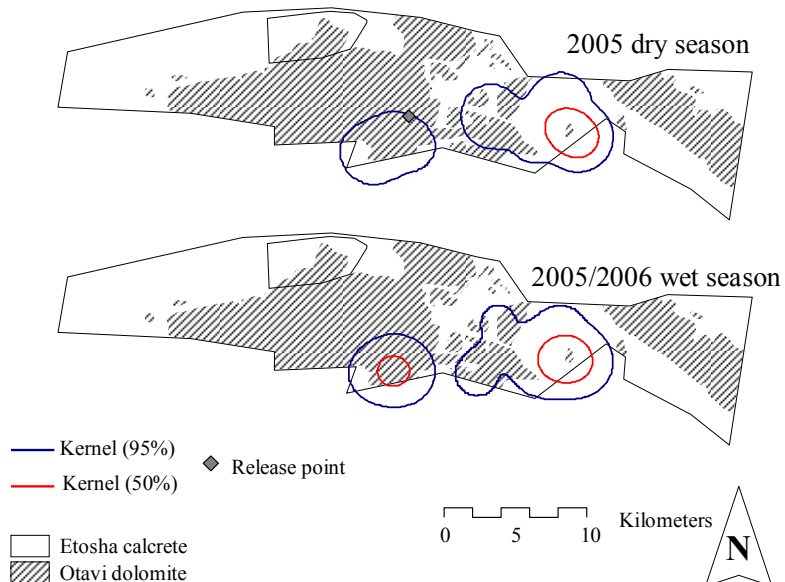 2005 dry season
2005/2006 wet season
Kernel (95%)
Kernel (50%)
Release point
Etosha calcrete
Otavi dolomite
0 5 10
Kilometers
N